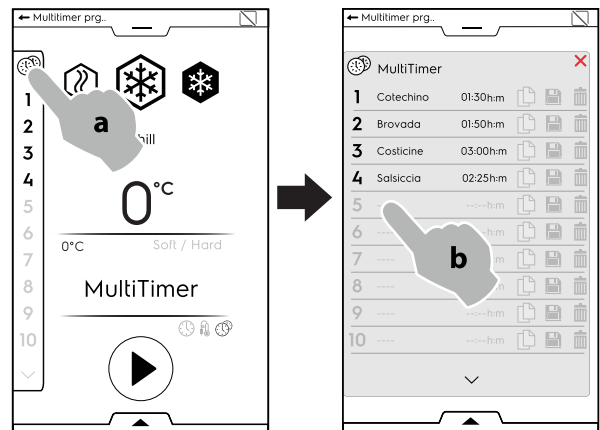 Multitimer prg..
1
a
2
hill
3
4
0°C
5
6
0°C
Soft / Hard
7
8
MultiTimer
9
10
Multitimer prg..
MultiTimer
1 Cotechino 01:30h:m
2 Brovada 01:50h:m
3 Costicine 03:00h:m
4 Salsiccia 02:25h:m
5 - --:--h:m
6 ---- h:m
7 ---- h:m
8 ---- h:m
9 ---- --:--h:m
10 ---- --:--h:m
b